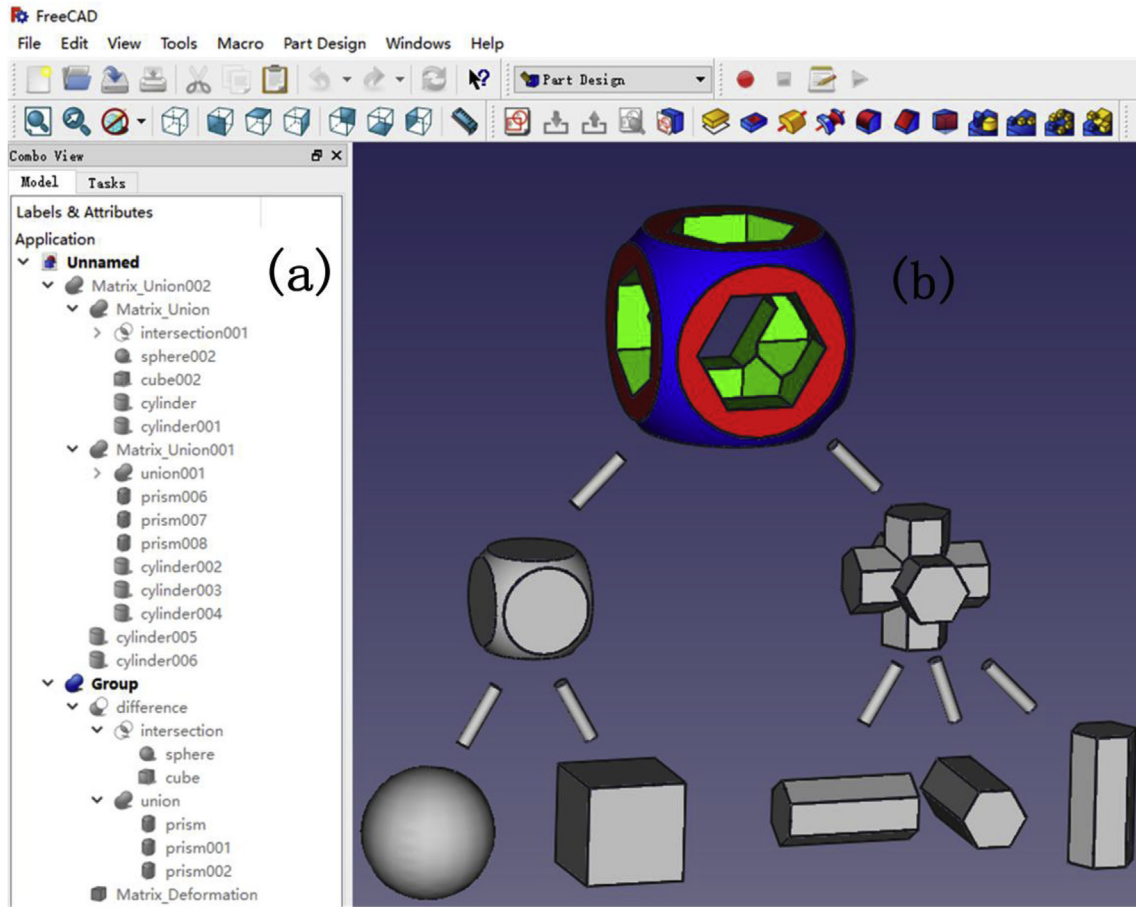 FreeCAD
File Edit View Tools Macro Part Design Windows Help
Part Design
Combo View
Model Tasks
Labels & Attributes
Application
Unnamed
(a)
(b)
Matrix_Union002
Matrix_Union
intersection001
sphere002
cube002
cylinder
cylinder001
Matrix_Union001
union001
prism006
prism007
prism008
cylinder002
cylinder003
cylinder004
cylinder005
cylinder006
Group
difference
intersection
sphere
cube
union
prism
prism001
prism002
Matrix_Deformation